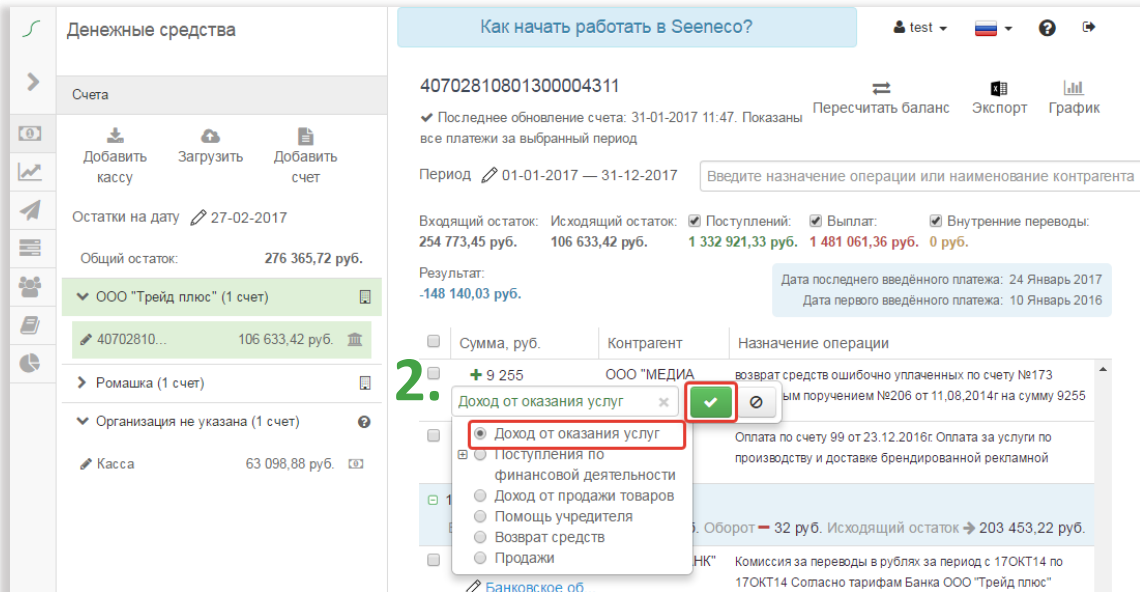 Денежные средства
Как начать работать в Seeneco?
test
Счета
Добавить кассу
Загрузить
Добавить счет
Остатки на дату 27-02-2017
Общий остаток: 276 365,72 руб.
ООО "Трейд плюс" (1 счет)
40702810... 106 633,42 руб.
Ромашка (1 счет)
Организация не указана (1 счет)
Касса 63 098,88 руб.
40702810801300004311
Последнее обновление счета: 31-01-2017 11:47. Показаны
все платежи за выбранный период
Пересчитать баланс
Экспорт
График
Период 01-01-2017 — 31-12-2017
Введите назначение операции или наименование контрагента
Входящий остаток: Исходящий остаток: Поступлений: Выплат: Внутренние переводы:
254 773,45 руб. 106 633,42 руб. 1 332 921,33 руб. 1 481 061,36 руб. 0 руб.
Результат:
-148 140,03 руб.
Дата последнего введённого платежа: 24 Январь 2017
Дата первого введённого платежа: 10 Январь 2016
Сумма, руб. Контрагент Назначение операции
+ 9 255 ООО "МЕДИА возврат средств ошибочно уплаченных по счету №173
2.
Доход от оказания услуг ×
ым поручением №206 от 11,08,2014г на сумму 9255
Доход от оказания услуг
Поступления по
финансовой деятельности
Доход от продажи товаров
Помощь учредителя
Возврат средств
Продажи
Оплата по счету 99 от 23.12.2016г. Оплата за услуги по
производству и доставке брендированной рекламной
1
. Оборот − 32 руб. Исходящий остаток 203 453,22 руб.
НК" Комиссия за переводы в рублях за период с 17ОКТ14 по
17ОКТ14 Согласно тарифам Банка ООО "Трейд плюс"
Банковское об